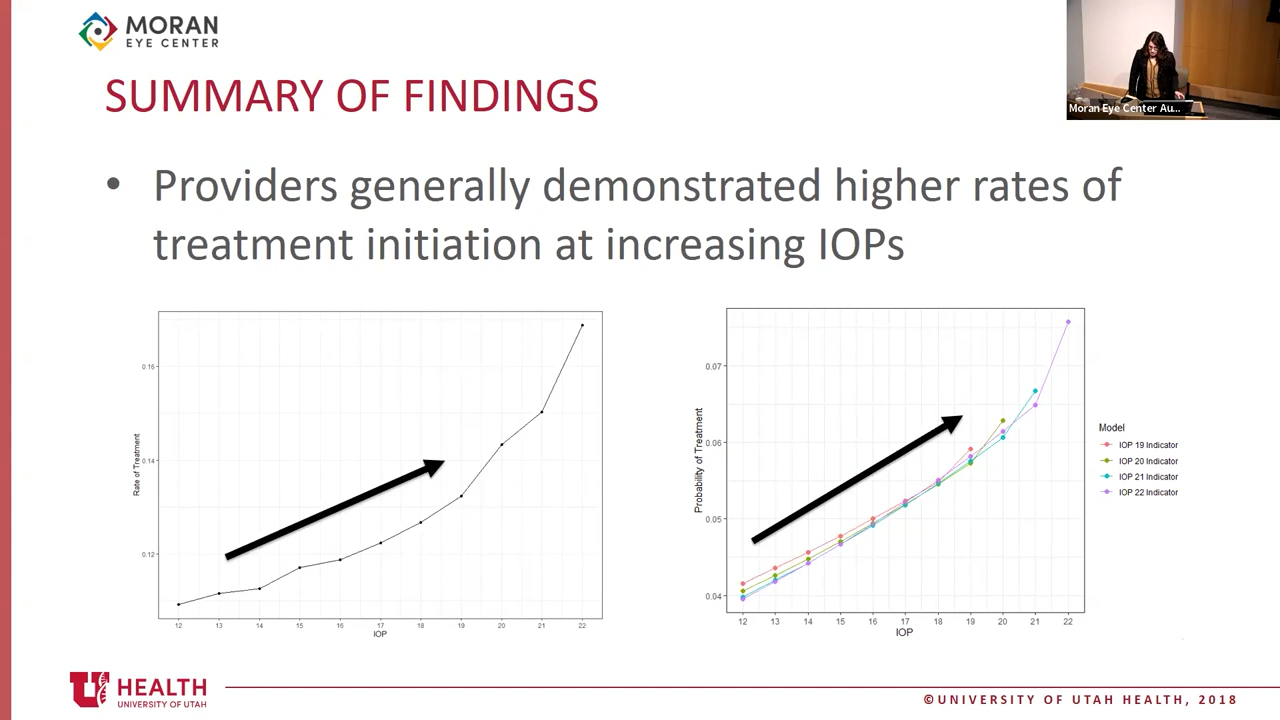 MORAN
EYE CENTER
Moran Eye Center Au...
SUMMARY OF FINDINGS
• Providers generally demonstrated higher rates of
treatment initiation at increasing IOPs
Rate of Treatment
0.16
0.14
0.12
12 13 14 15 16 17 18 19 20 21 22
IOP
Probability of Treatment
0.07
0.06
0.05
0.04
12 13 14 15 16 17 18 19 20 21 22
IOP
Model
IOP 19 Indicator
IOP 20 Indicator
IOP 21 Indicator
IOP 22 Indicator
U HEALTH
UNIVERSITY OF UTAH
©UNIVERSITY OF UTAH HEALTH, 2018